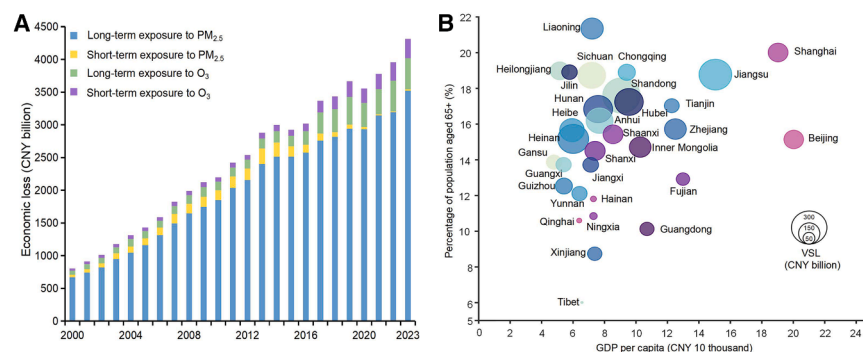 A
Economic loss (CNY billion)
4500
4000
3500
3000
2500
2000
1500
1000
500
0
Long-term exposure to PM2.5
Short-term exposure to PM2.5
Long-term exposure to O3
Short-term exposure to O3
2000
2002
2004
2006
2008
2010
2012
2014
2016
2018
2020
2023
B
Percentage of population aged 65+ (%)
22
20
18
16
14
12
10
8
6
5
Liaoning
Shanghai
Sichuan
Chongqing
Heilongjiang
Jilin
Shandong
Jiangsu
Hunan
Hubei
Tianjin
Heibe
Anhui
Shanxi
Zhejiang
Heinan
Beijing
Inner Mongolia
Gansu
Shanxi
Guangxi
Jiangxi
Guizhou
Fujian
Yunnan
Hainan
Qinghai
Ningxia
Guangdong
Xinjiang
Tibet
300
150
50
VSL
(CNY billion)
0
2
4
6
8
10
12
14
16
18
20
22
24
GDP per capita (CNY 10 thousand)